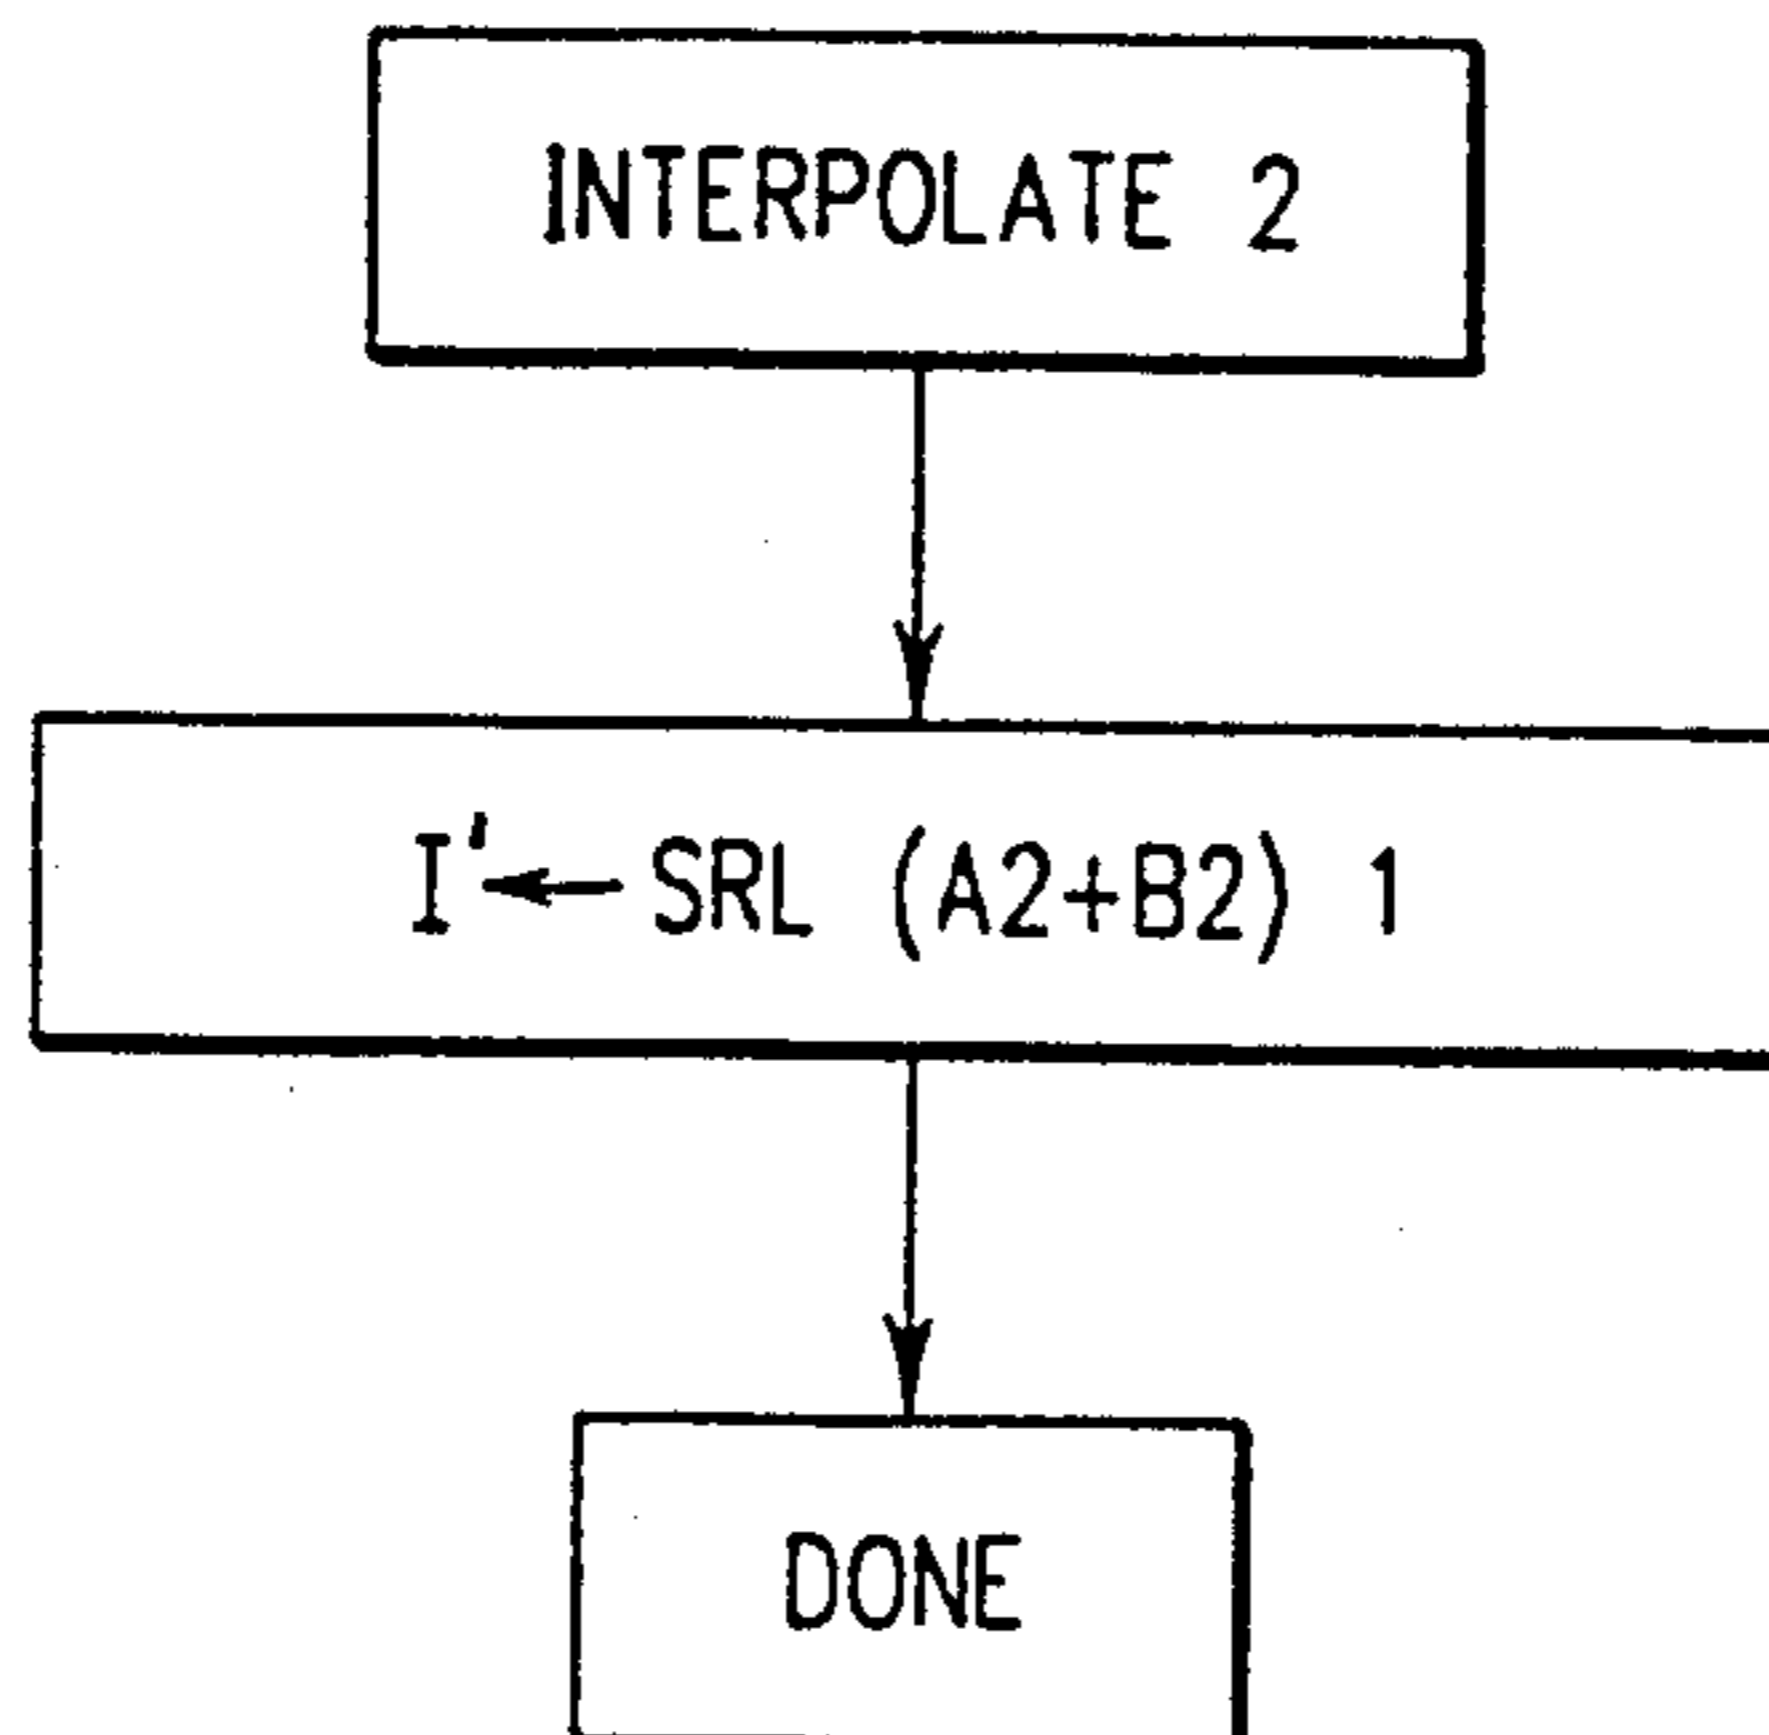 INTERPOLATE 2
I'← SRL (A2+B2) 1
DONE